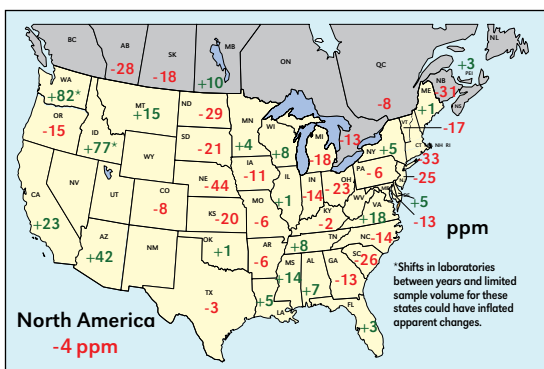 BC
AB
-28
SK
-18
MB
+10
ON
QC
-8
NL
+3
PEI
NB
-31
NS
WA
+82*
OR
-15
ID
+77*
MT
+15
ND
-29
SD
-21
MN
+4
WI
+8
MI
-18
-13
NY
+5
VT
ME
+1
-17
CT
NH RI
-33
-25
+5
-13
WY
NE
-44
IA
-11
IL
+1
IN
-14
OH
-23
PA
-6
NJ
CA
+23
NV
UT
CO
-8
KS
-20
MO
-6
KY
-2
WV
VA
+18
ppm
AZ
+42
NM
OK
+1
AR
-6
TN
+8
NC
-14
SC
-26
TX
-3
LA
+5
MS
+14
AL
+7
GA
-13
FL
+3
*Shifts in laboratories
between years and limited
sample volume for these
states could have inflated
apparent changes.
North America
-4 ppm